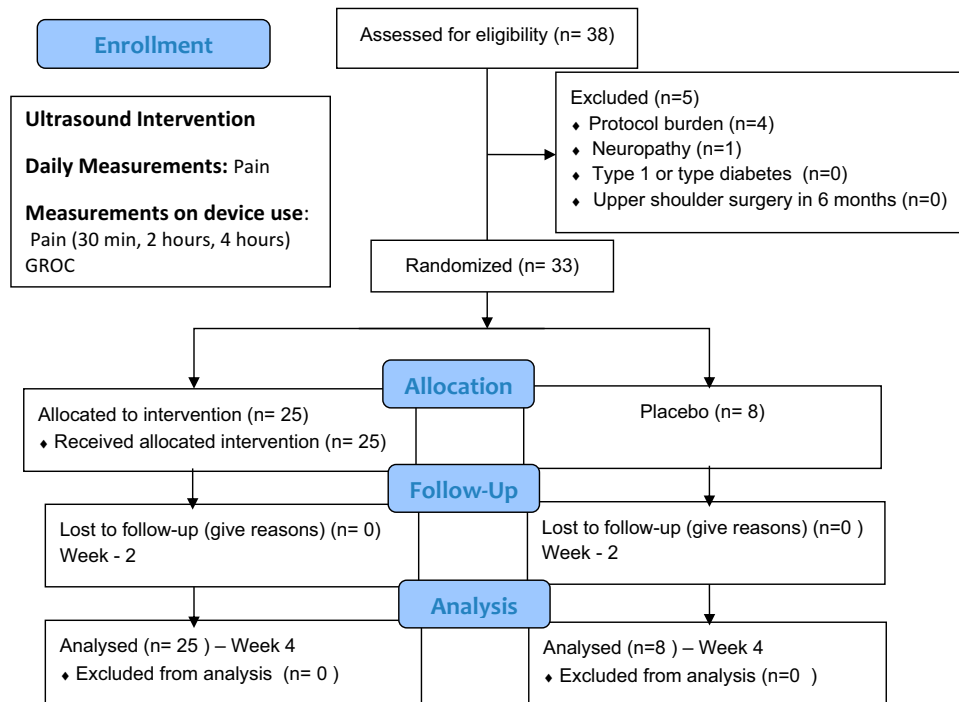 Enrollment
Assessed for eligibility (n= 38)
Ultrasound Intervention
Daily Measurements: Pain
Measurements on device use:
Pain (30 min, 2 hours, 4 hours)
GROC
Excluded (n=5)
♦ Protocol burden (n=4)
♦ Neuropathy (n=1)
♦ Type 1 or type diabetes (n=0)
♦ Upper shoulder surgery in 6 months (n=0)
Randomized (n= 33)
Allocation
Allocated to intervention (n= 25)
♦ Received allocated intervention (n= 25)
Placebo (n= 8)
Follow-Up
Lost to follow-up (give reasons) (n= 0)
Week - 2
Lost to follow-up (give reasons) (n=0 )
Week - 2
Analysis
Analysed (n= 25 ) – Week 4
♦ Excluded from analysis (n= 0 )
Analysed (n=8 ) – Week 4
♦ Excluded from analysis (n=0 )